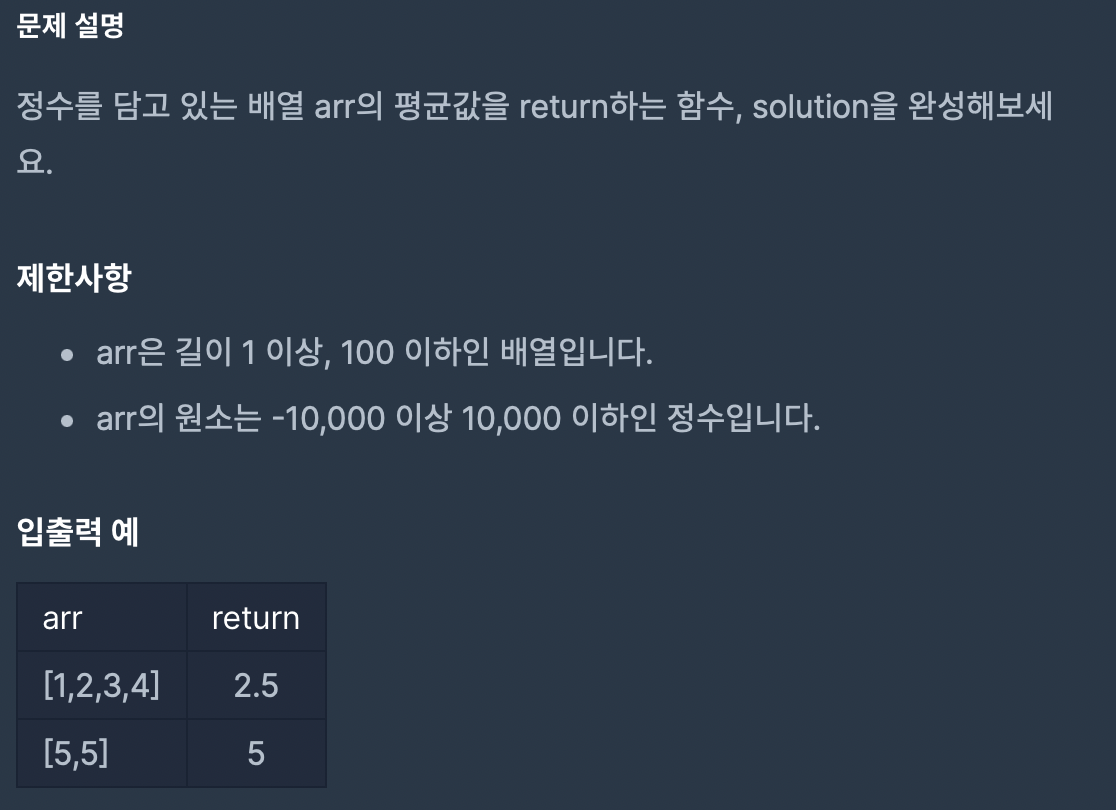 문제 설명
정수를 담고 있는 배열 arr의 평균값을 return하는 함수, solution을 완성해보세
요.
제한사항
• arr은 길이 1 이상, 100 이하인 배열입니다.
• arr의 원소는 -10,000 이상 10,000 이하인 정수입니다.
입출력 예
arr return
[1,2,3,4] 2.5
[5,5] 5